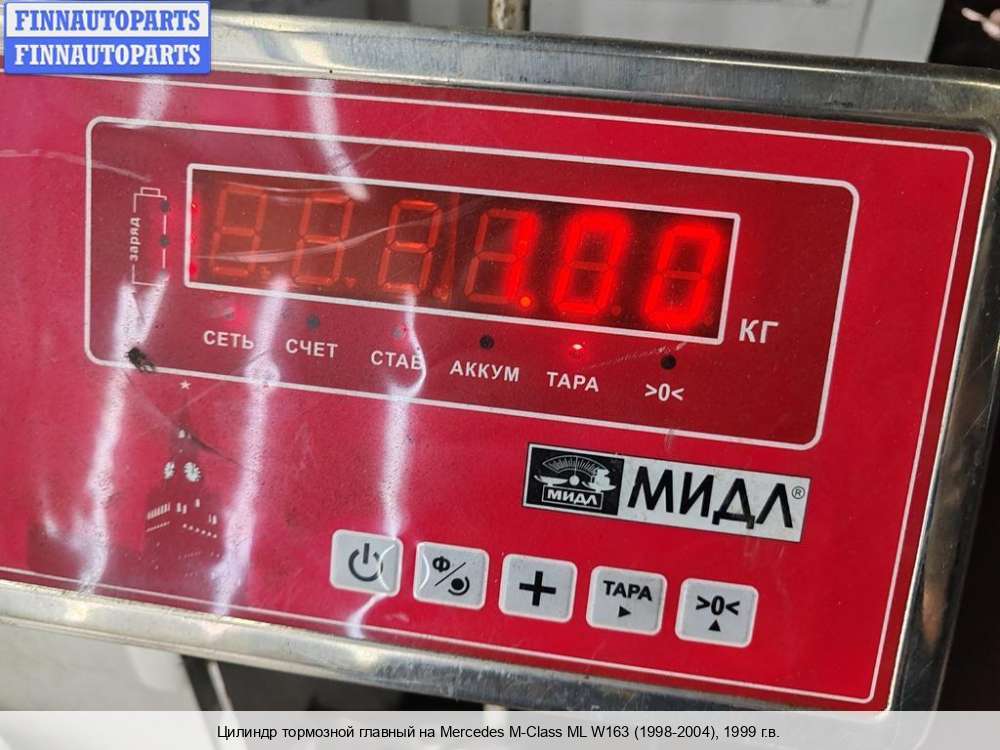 FINNAUTOPARTS
FINNAUTOPARTS
заряд
1.00
КГ
СЕТЬ СЧЕТ СТАБ АККУМ ТАРА >0<
МИДЛ
МИДЛ®
Ф
ТАРА
>0<
Цилиндр тормозной главный на Mercedes M-Class ML W163 (1998-2004), 1999 г.в.